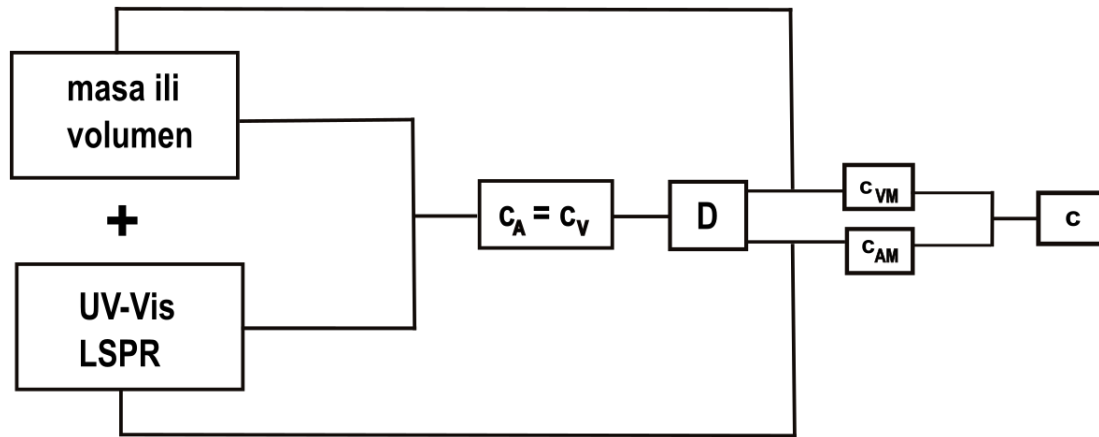 masa ili
volumen
+
UV-Vis
LSPR
c_A = c_V
D
c_VM
c_AM
c